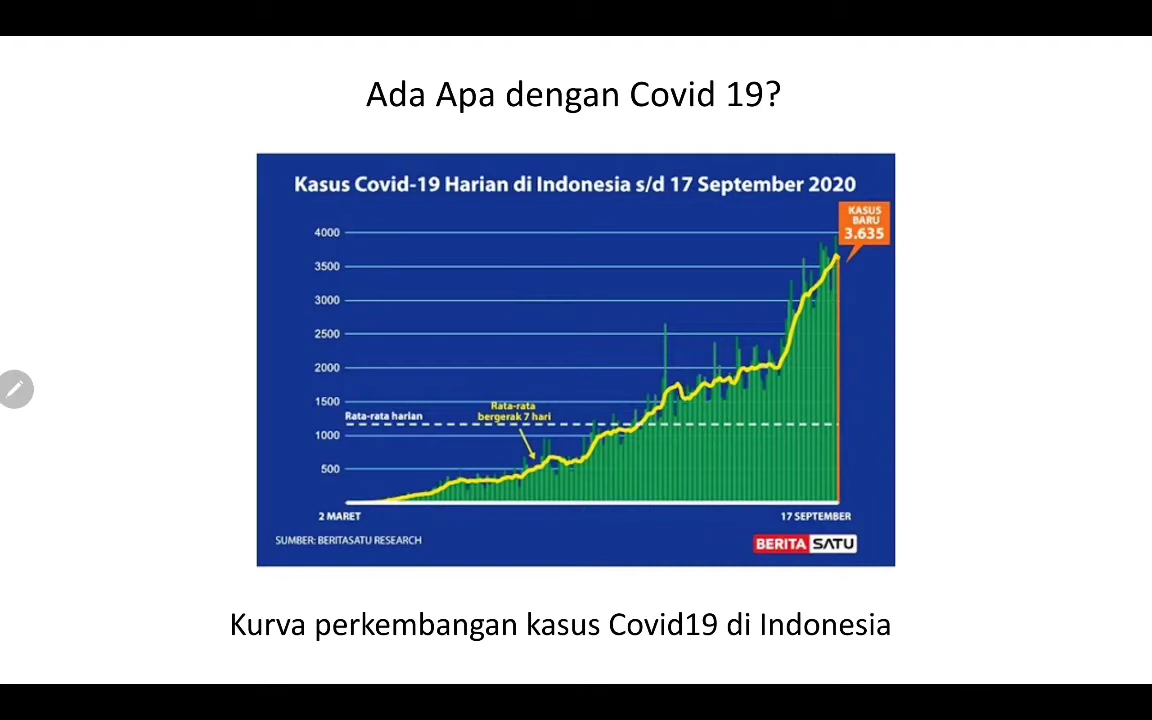 Ada Apa dengan Covid 19?
Kasus Covid-19 Harian di Indonesia s/d 17 September 2020
KASUS
BARU
3.635
4000
3500
3000
2500
2000
1500
Rata-rata harian
Rata-rata
bergerak 7 hari
1000
500
2 MARET
17 SEPTEMBER
SUMBER: BERITASATU RESEARCH
BERITA SATU
Kurva perkembangan kasus Covid19 di Indonesia